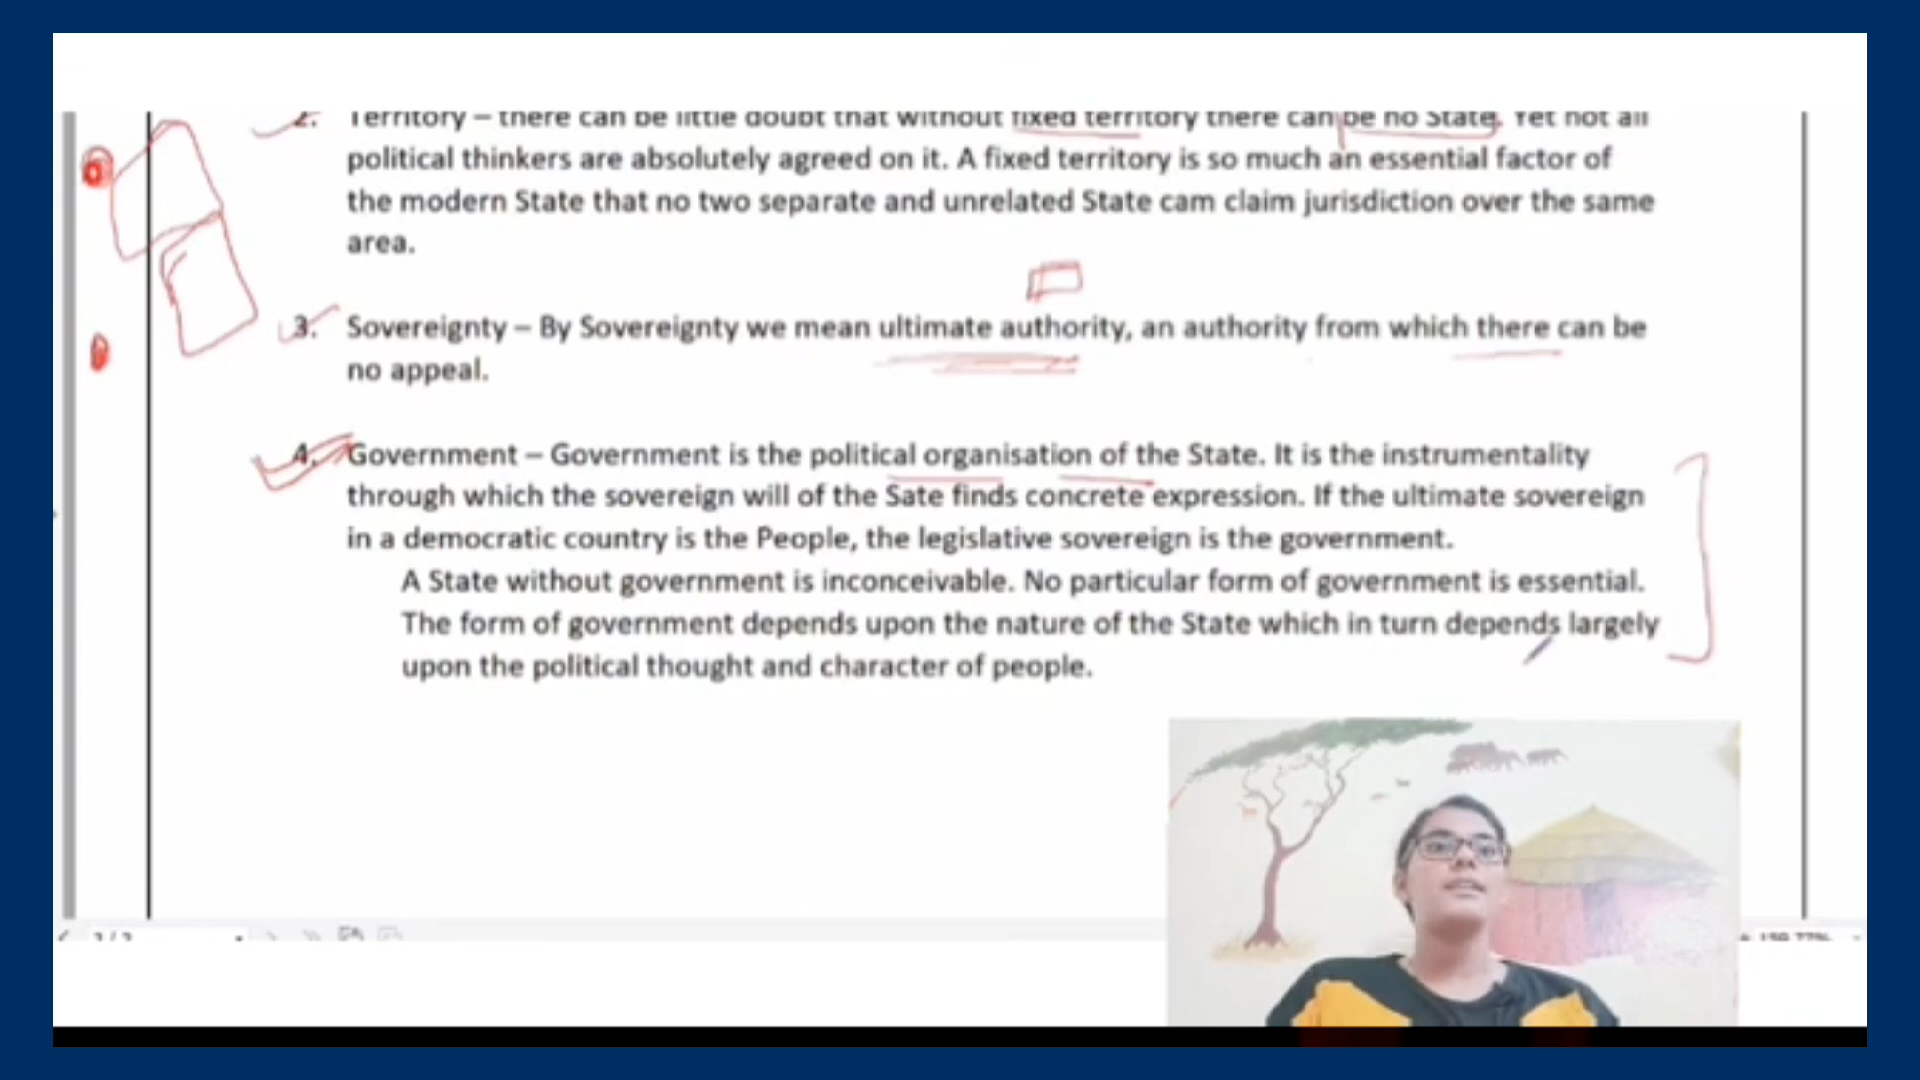 2. Territory – there can be little doubt that without fixed territory there can be no State. Yet not all
political thinkers are absolutely agreed on it. A fixed territory is so much an essential factor of
the modern State that no two separate and unrelated State cam claim jurisdiction over the same
area.
3. Sovereignty – By Sovereignty we mean ultimate authority, an authority from which there can be
no appeal.
4. Government – Government is the political organisation of the State. It is the instrumentality
through which the sovereign will of the Sate finds concrete expression. If the ultimate sovereign
in a democratic country is the People, the legislative sovereign is the government.
A State without government is inconceivable. No particular form of government is essential.
The form of government depends upon the nature of the State which in turn depends largely
upon the political thought and character of people.